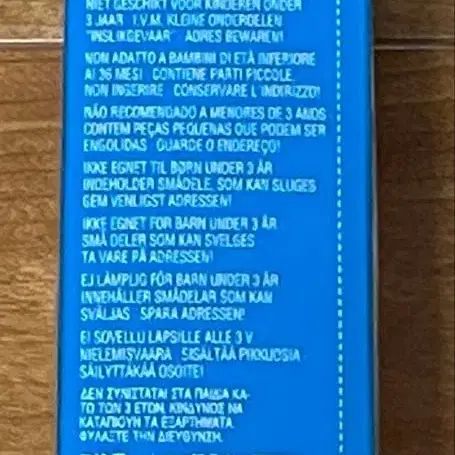 NIET GESCHIKT VOOR KINDEREN ONDER
3 JAAR I.V.M. KLEINE ONDERDELEN
"INSLIKGEVAAR" ADRES BEWAREN!
NON ADATTO A BAMBINI DI ETÀ INFERIORE
AI 36 MESI CONTIENE PARTI PICCOLE.
NON INGERIRE CONSERVARE L'INDIRIZZO!
NÃO RECOMENDADO A MENORES DE 3 ANOS
CONTEM PEÇAS PEQUENAS QUE PODEM SER
ENGOLIDAS GUARDE O ENDEREÇO!
IKKE EGNET TIL BØRN UNDER 3 ÅR
INDEHOLDER SMÅDELE, SOM KAN SLUGES
GEM VENLIGST ADRESSEN!
IKKE EGNET FOR BARN UNDER 3 ÅR
SMÅ DELER SOM KAN SVELGES
TA VARE PÅ ADRESSEN!
EJ LÄMPLIG FÖR BARN UNDER 3 ÅR
INNEHÅLLER SMÅDELAR SOM KAN
SVÄLJAS SPARA ADRESSEN!
EI SOVELLU LAPSILLE ALLE 3 V
NIELEMISVAARA SISÄLTÄÄ PIKKUOSIA
SÄILYTTÄKÄÄ OSOITE!
ΔΕΝ ΣΥΝΙΣΤΑΤΑΙ ΣΤΑ ΠΑΙΔΙΑ ΚΑ-
ΤΩ ΤΩΝ 3 ΕΤΩΝ. ΚΙΝΔΥΝΟΣ ΝΑ
ΚΑΤΑΠΙΟΥΝ ΤΑ ΕΞΑΡΤΗΜΑΤΑ.
ΦΥΛΑΞΤΕ ΤΗΝ ΔΙΕΥΘΥΝΣΗ.